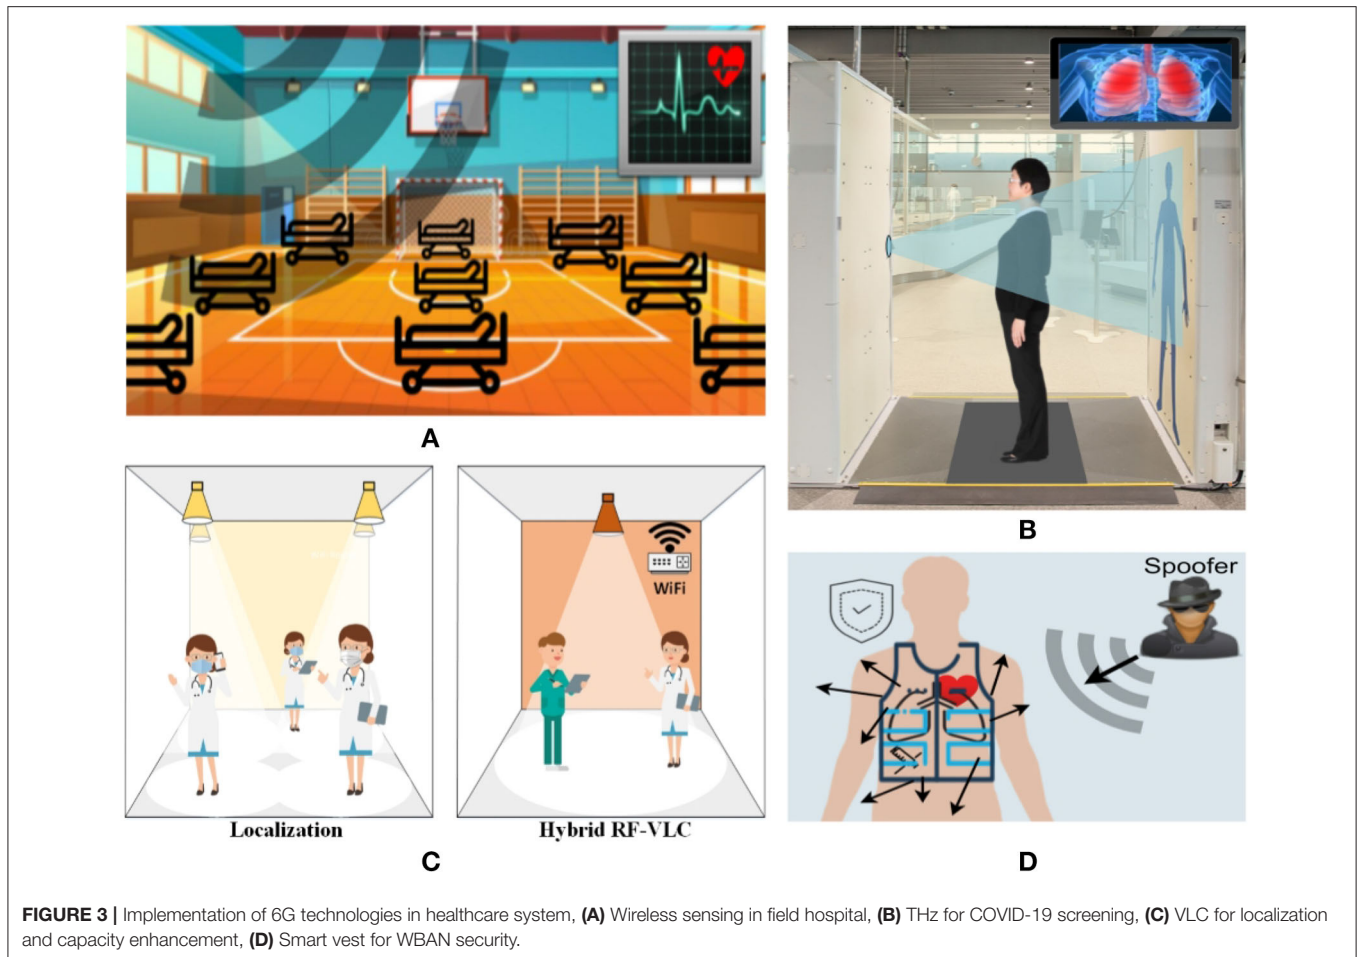 A
B
WiFi
Spoofer
Localization
Hybrid RF-VLC
C
D
FIGURE 3 | Implementation of 6G technologies in healthcare system, (A) Wireless sensing in field hospital, (B) THz for COVID-19 screening, (C) VLC for localization
and capacity enhancement, (D) Smart vest for WBAN security.